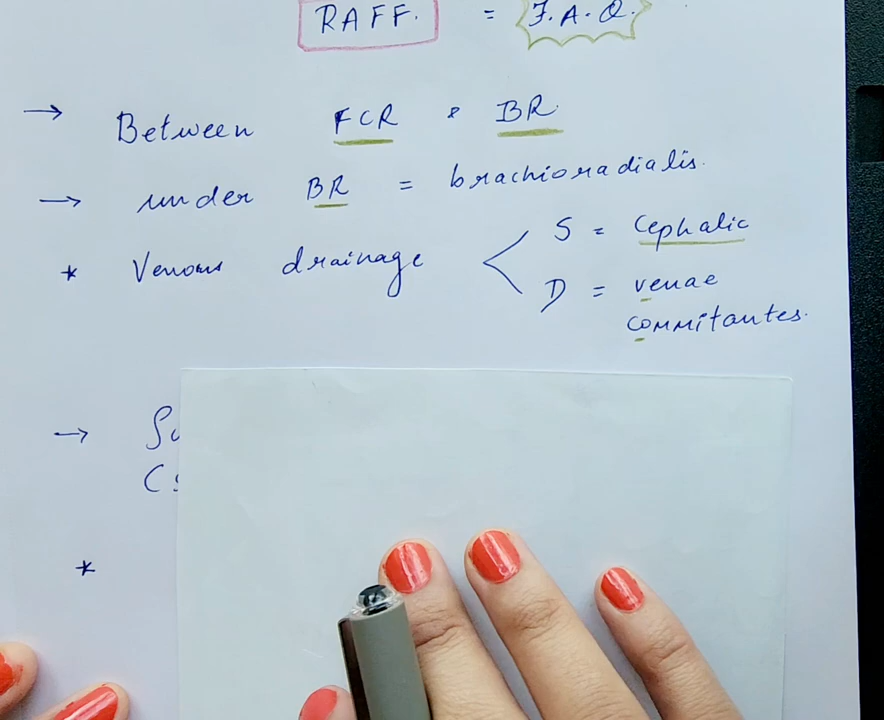 RAFF. = F.A.Q.
→ Between FCR & BR.
→ under BR = brachioradialis.
* Venous drainage < S = Cephalic
D = venae
commitantes.
→
*